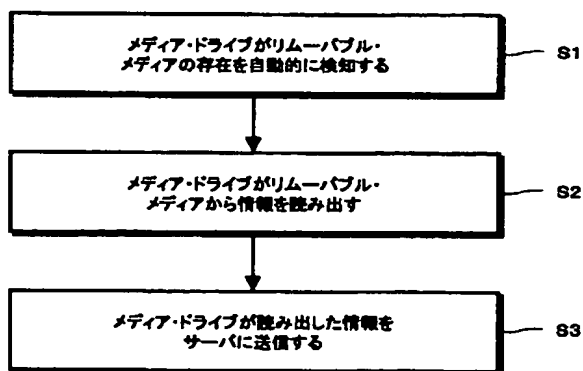 メディア・ドライブがリムーバブル・
メディアの存在を自動的に検知する
S1
メディア・ドライブがリムーバブル・
メディアから情報を読み出す
S2
メディア・ドライブが読み出した情報を
サーバに送信する
S3